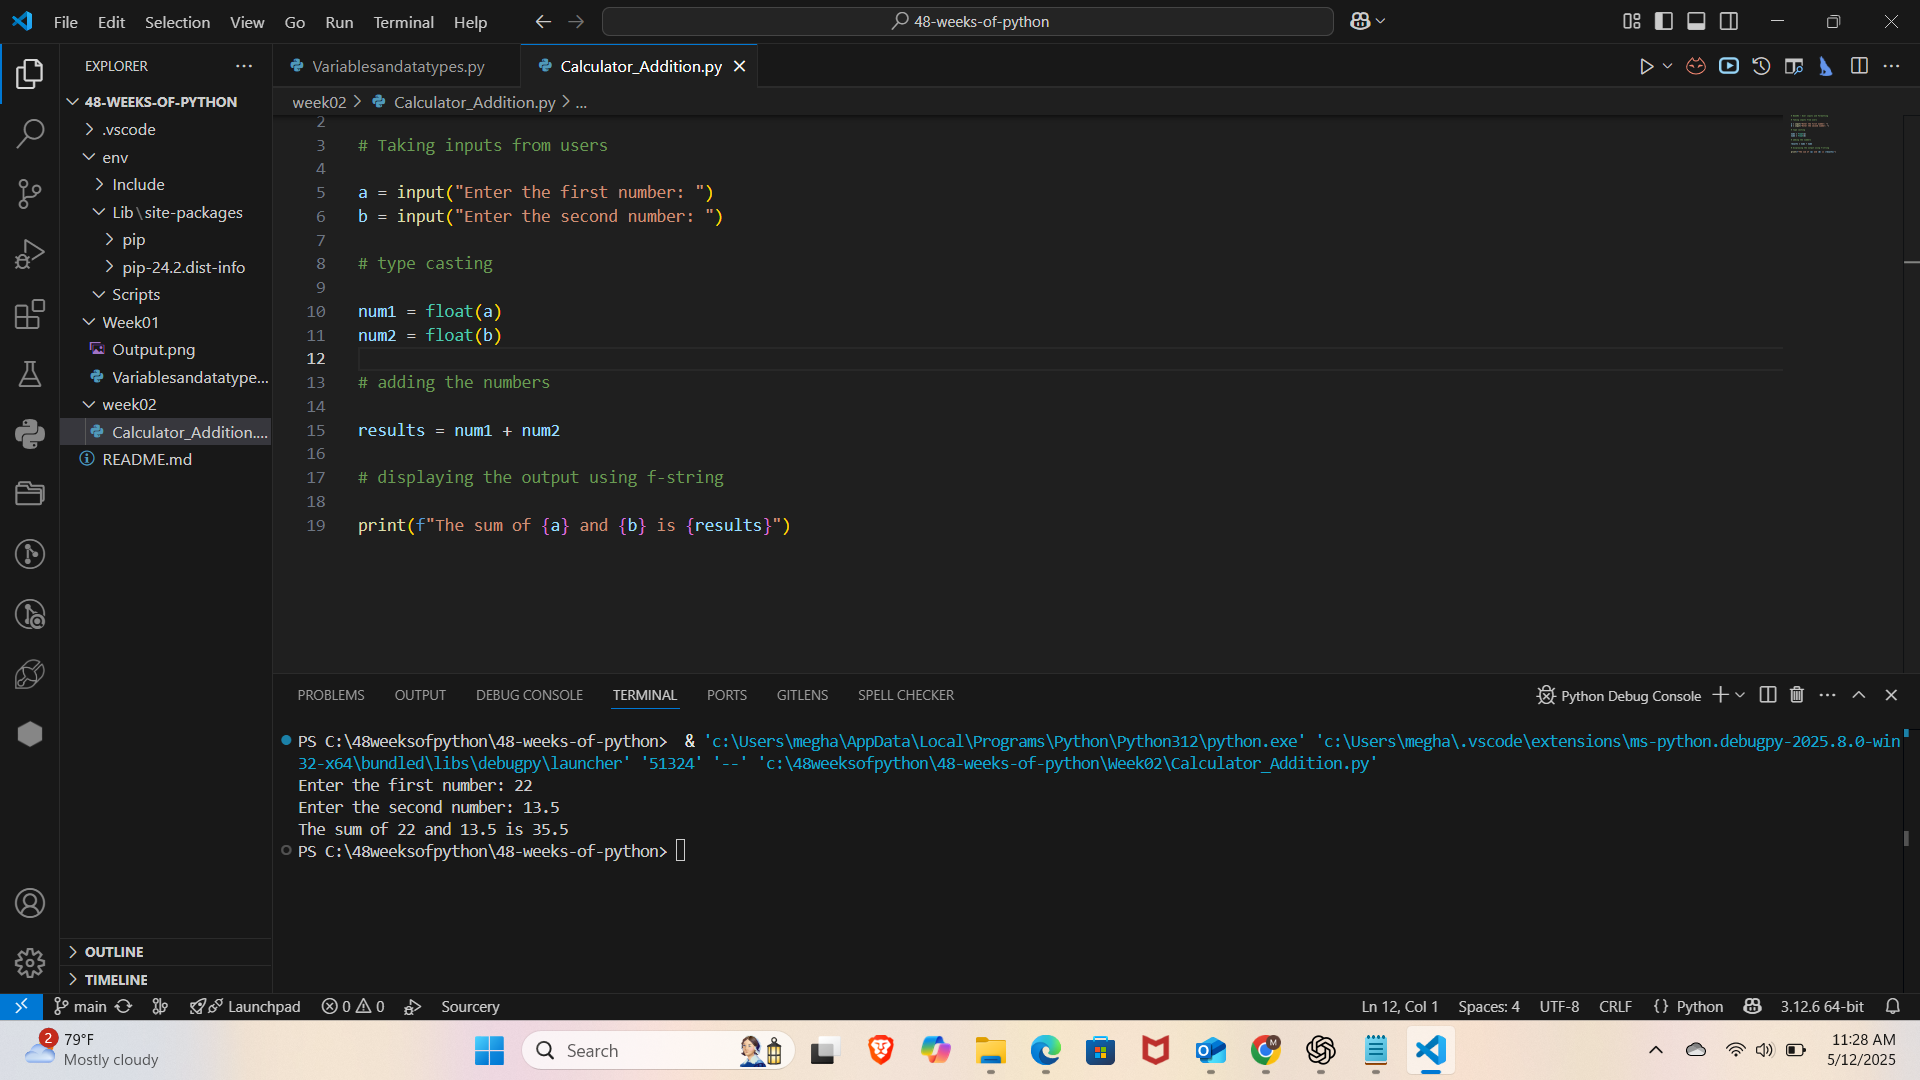 File Edit Selection View Go Run Terminal Help
48-weeks-of-python
EXPLORER
Variablesandatatypes.py
Calculator_Addition.py
48-WEEKS-OF-PYTHON
.vscode
env
Include
Lib\site-packages
pip
pip-24.2.dist-info
Scripts
Week01
Output.png
Variablesandatatype...
week02
Calculator_Addition....
README.md
OUTLINE
TIMELINE
week02 > Calculator_Addition.py > ...
2
3 # Taking inputs from users
4
5 a = input("Enter the first number: ")
6 b = input("Enter the second number: ")
7
8 # type casting
9
10 num1 = float(a)
11 num2 = float(b)
12
13 # adding the numbers
14
15 results = num1 + num2
16
17 # displaying the output using f-string
18
19 print(f"The sum of {a} and {b} is {results}")
PROBLEMS OUTPUT DEBUG CONSOLE TERMINAL PORTS GITLENS SPELL CHECKER
Python Debug Console
PS C:\48weeksofpython\48-weeks-of-python>  & 'c:\Users\megha\AppData\Local\Programs\Python\Python312\python.exe' 'c:\Users\megha\.vscode\extensions\ms-python.debugpy-2025.8.0-win
32-x64\bundled\libs\debugpy\launcher' '51324' '--' 'c:\48weeksofpython\48-weeks-of-python\Week02\Calculator_Addition.py'
Enter the first number: 22
Enter the second number: 13.5
The sum of 22 and 13.5 is 35.5
PS C:\48weeksofpython\48-weeks-of-python>
main Launchpad 0 0 Sourcery
Ln 12, Col 1 Spaces: 4 UTF-8 CRLF {} Python 3.12.6 64-bit
2
79°F
Mostly cloudy
Search
M
11:28 AM
5/12/2025